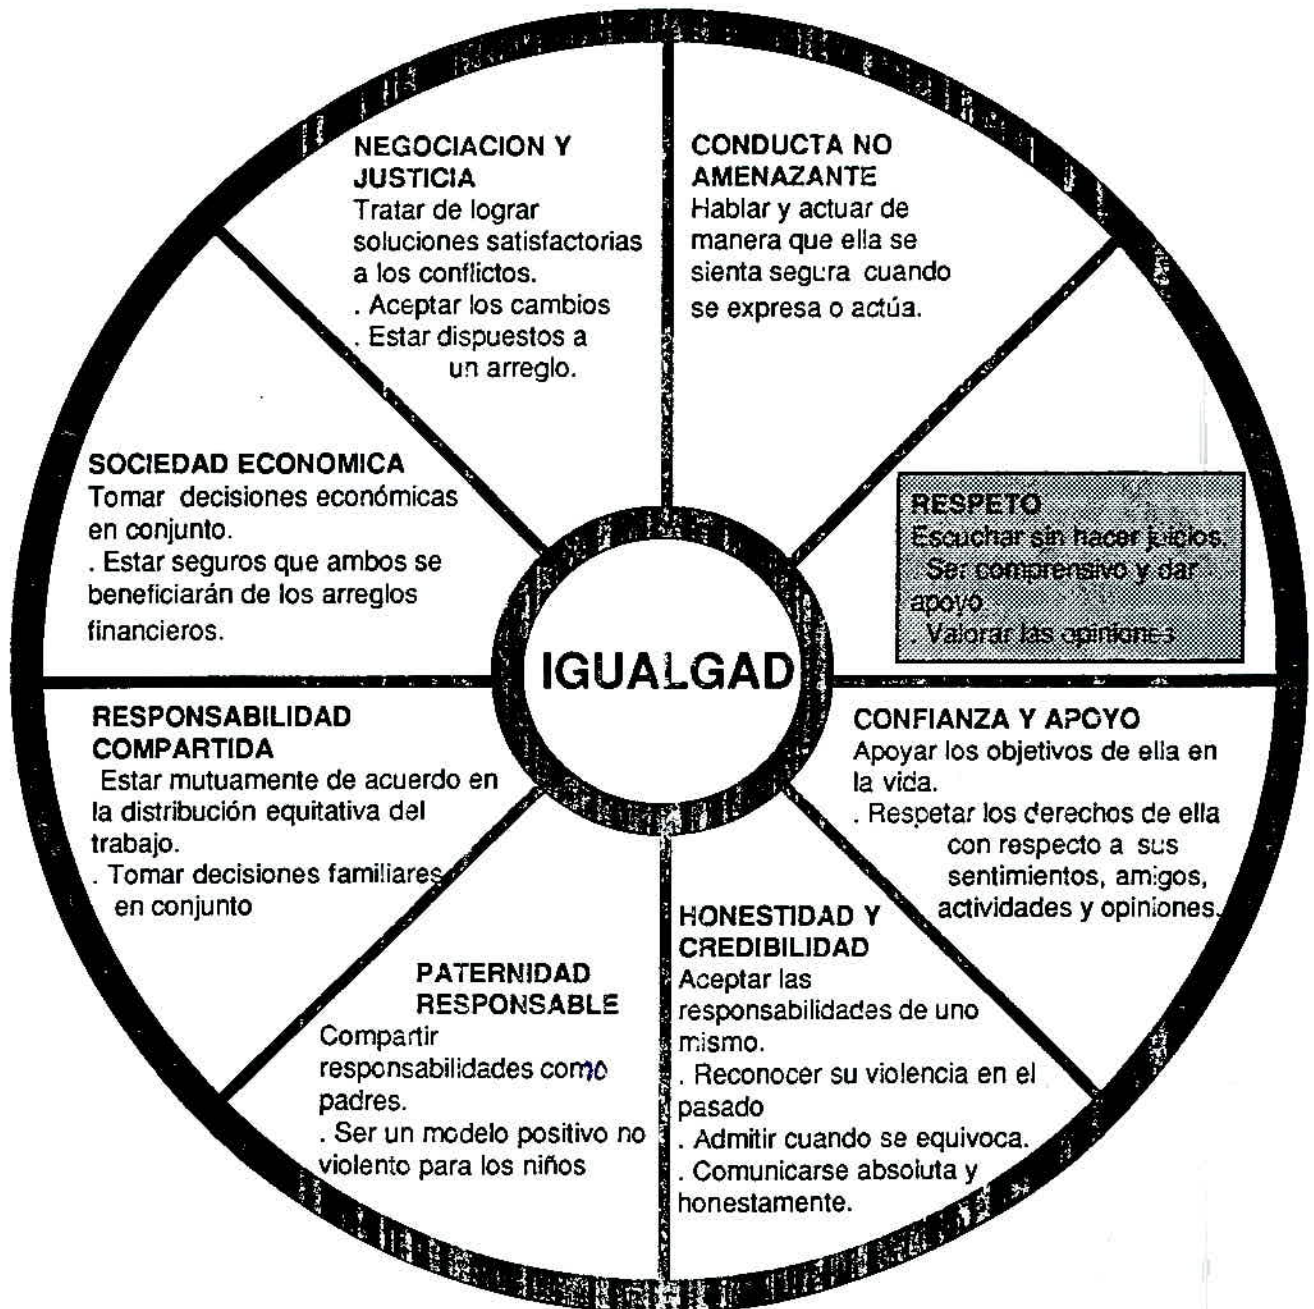 NEGOCIACION Y
JUSTICIA
Tratar de lograr
soluciones satisfactorias
a los conflictos.
. Aceptar los cambios
. Estar dispuestos a
un arreglo.
CONDUCTA NO
AMENAZANTE
Hablar y actuar de
manera que ella se
sienta segura cuando
se expresa o actúa.
RESPETO
Escuchar sin hacer juicios.
. Ser comprensivo y dar
apoyo
. Valorar las opiniones
CONFIANZA Y APOYO
Apoyar los objetivos de ella en
la vida.
. Respetar los derechos de ella
con respecto a sus
sentimientos, amigos,
actividades y opiniones.
HONESTIDAD Y
CREDIBILIDAD
Aceptar las
responsabilidades de uno
mismo.
. Reconocer su violencia en el
pasado
. Admitir cuando se equivoca.
. Comunicarse absoluta y
honestamente.
PATERNIDAD
RESPONSABLE
Compartir
responsabilidades como
padres.
. Ser un modelo positivo no
violento para los niños
RESPONSABILIDAD
COMPARTIDA
Estar mutuamente de acuerdo en
la distribución equitativa del
trabajo.
. Tomar decisiones familiares
en conjunto
SOCIEDAD ECONOMICA
Tomar decisiones económicas
en conjunto.
. Estar seguros que ambos se
beneficiarán de los arreglos
financieros.
IGUALGAD